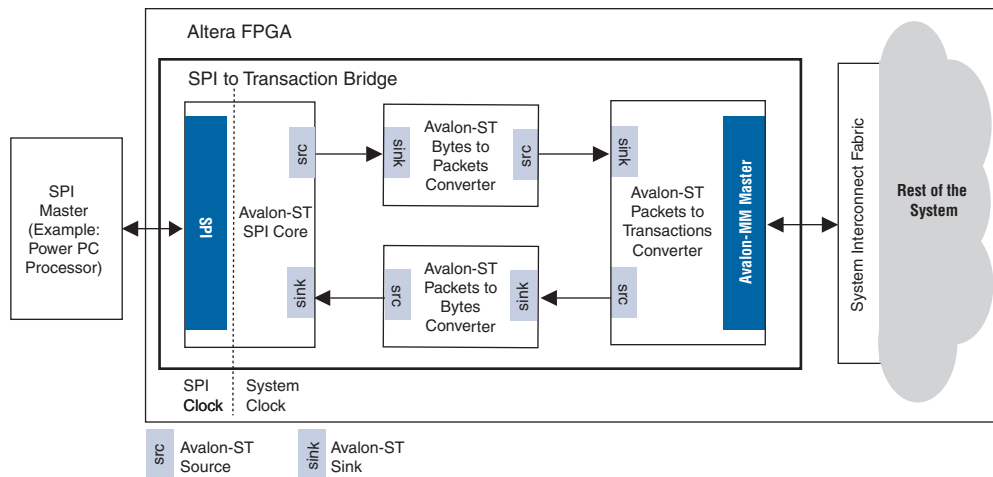 Altera FPGA
SPI to Transaction Bridge
SPI
Master
(Example:
Power PC
Processor)
SPI
Avalon-ST
SPI Core
src
sink
sink
Avalon-ST
Bytes to
Packets
Converter
src
src
Avalon-ST
Packets to
Bytes
Converter
sink
sink
src
Avalon-ST
Packets to
Transactions
Converter
Avalon-MM Master
System Interconnect Fabric
Rest of the
System
SPI
Clock
System
Clock
src
Avalon-ST
Source
sink
Avalon-ST
Sink